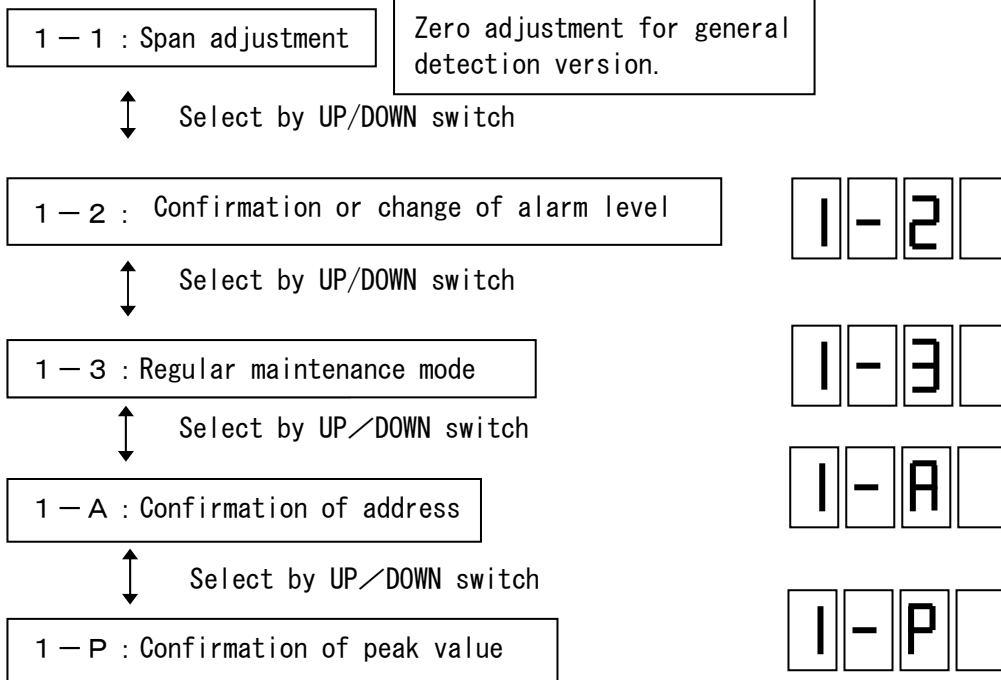 1－1：Span adjustment
Zero adjustment for general
detection version.
Select by UP/DOWN switch
1－2： Confirmation or change of alarm level
1-2
Select by UP/DOWN switch
1－3：Regular maintenance mode
1-3
Select by UP／DOWN switch
1－A：Confirmation of address
1-A
Select by UP／DOWN switch
1－P：Confirmation of peak value
1-P